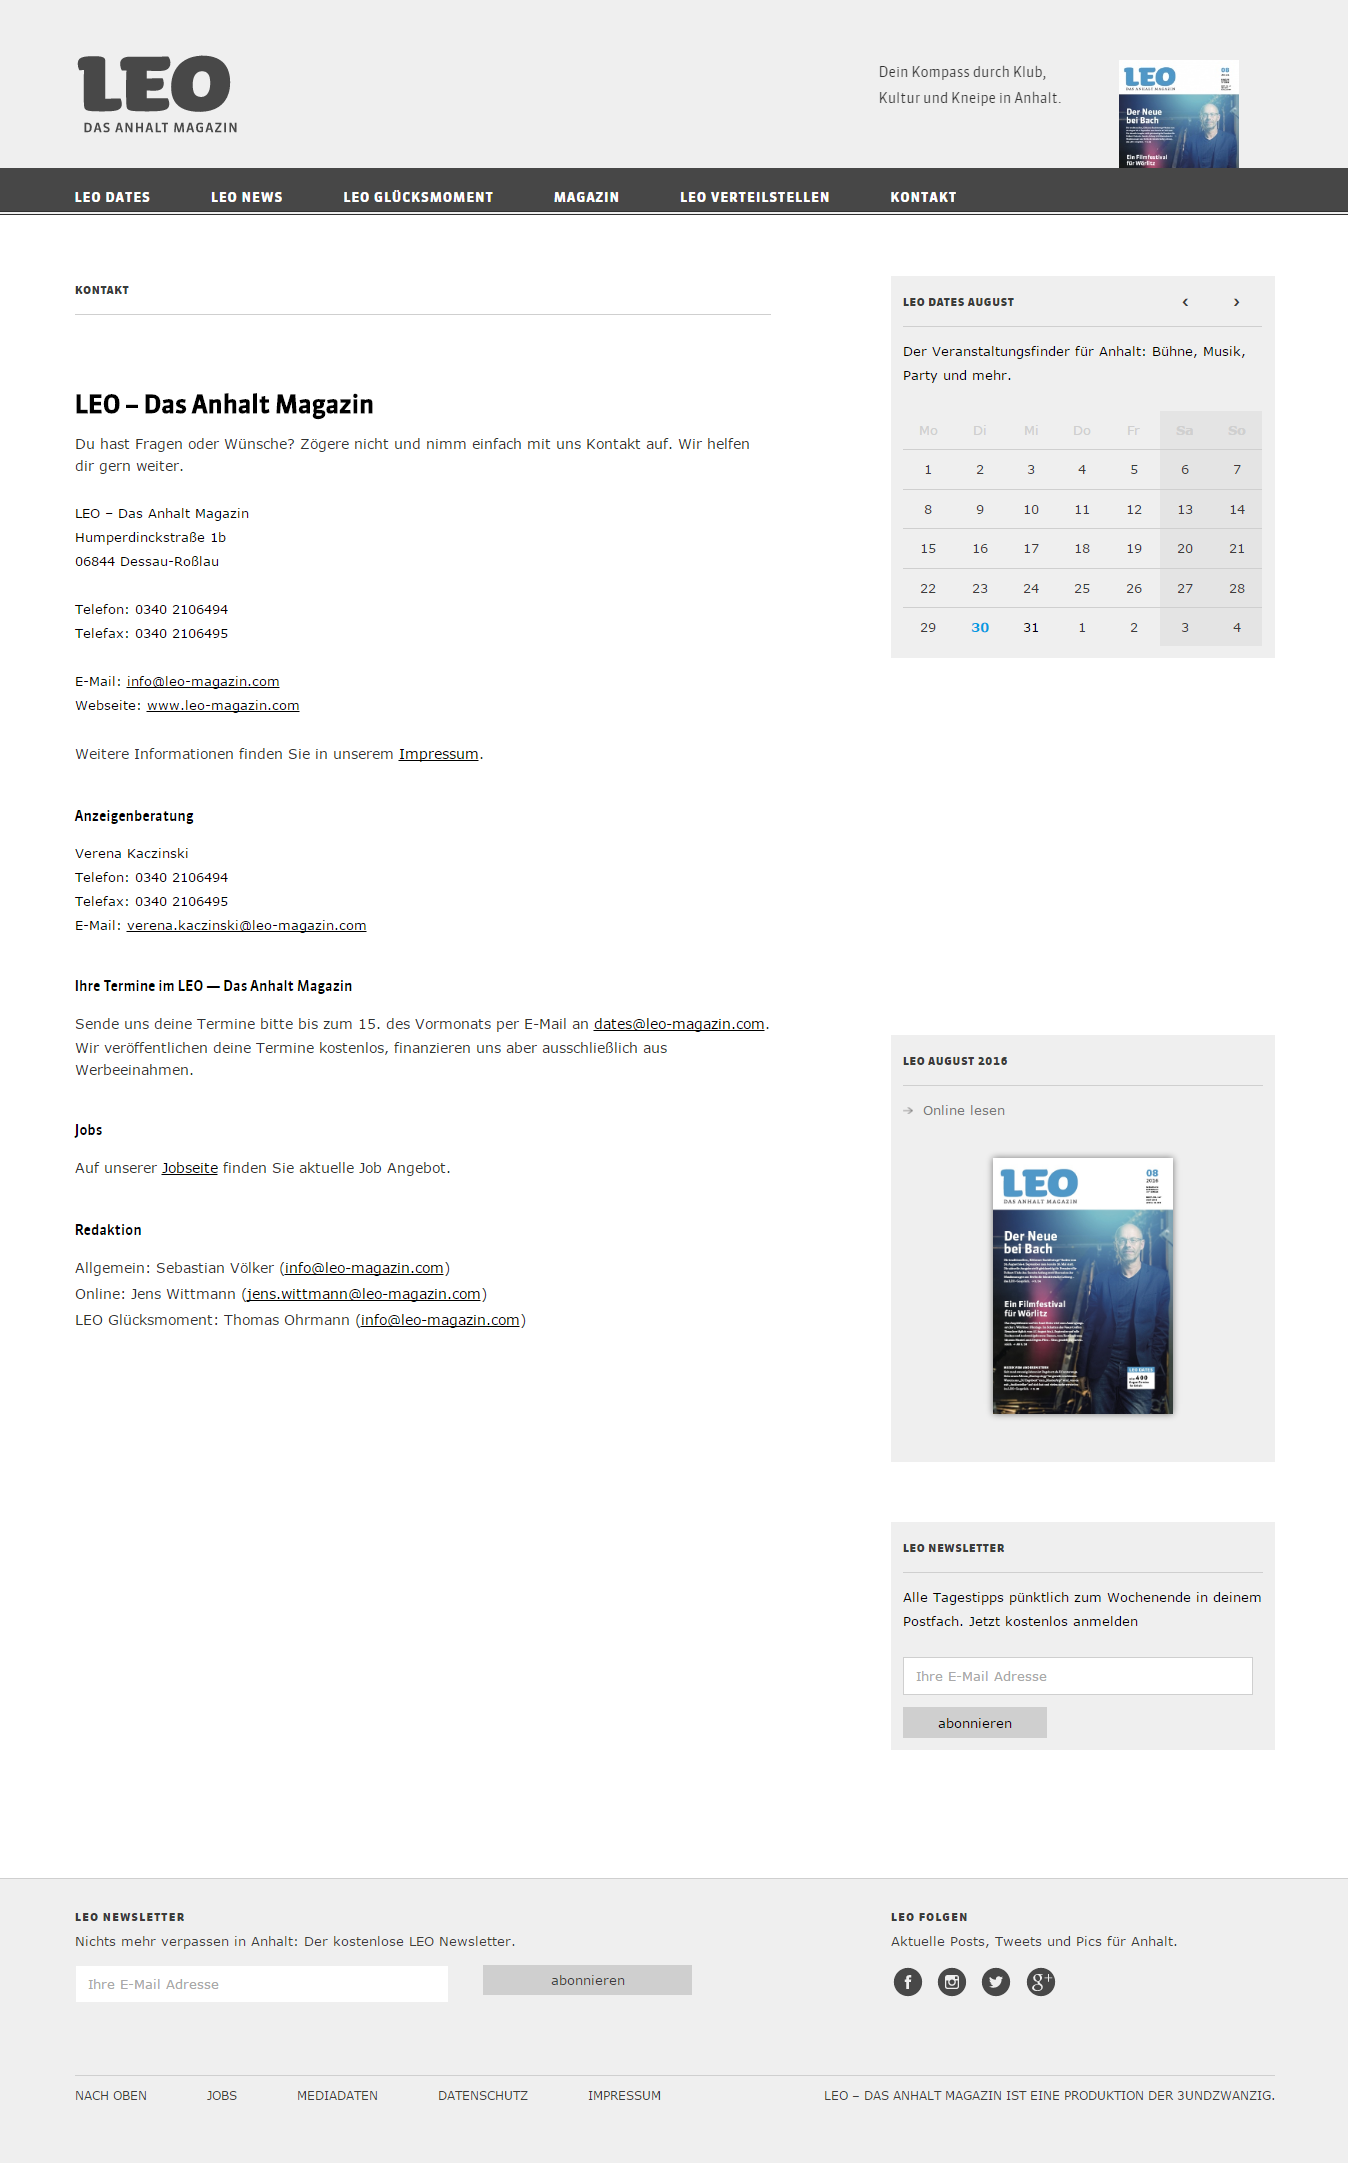 LEO
DAS ANHALT MAGAZIN
Dein Kompass durch Klub,
Kultur und Kneipe in Anhalt.
LEO
DAS ANHALT MAGAZIN
08
Der Neue
bei Bach
Ein Filmfestival
für Wörlitz
LEO DATES
LEO NEWS
LEO GLÜCKSMOMENT
MAGAZIN
LEO VERTEILSTELLEN
KONTAKT
KONTAKT
LEO – Das Anhalt Magazin
Du hast Fragen oder Wünsche? Zögere nicht und nimm einfach mit uns Kontakt auf. Wir helfen
dir gern weiter.
LEO – Das Anhalt Magazin
Humperdinckstraße 1b
06844 Dessau-Roßlau
Telefon: 0340 2106494
Telefax: 0340 2106495
E-Mail: info@leo-magazin.com
Webseite: www.leo-magazin.com
Weitere Informationen finden Sie in unserem Impressum.
Anzeigenberatung
Verena Kaczinski
Telefon: 0340 2106494
Telefax: 0340 2106495
E-Mail: verena.kaczinski@leo-magazin.com
Ihre Termine im LEO — Das Anhalt Magazin
Sende uns deine Termine bitte bis zum 15. des Vormonats per E-Mail an dates@leo-magazin.com.
Wir veröffentlichen deine Termine kostenlos, finanzieren uns aber ausschließlich aus
Werbeeinahmen.
Jobs
Auf unserer Jobseite finden Sie aktuelle Job Angebot.
Redaktion
Allgemein: Sebastian Völker (info@leo-magazin.com)
Online: Jens Wittmann (jens.wittmann@leo-magazin.com)
LEO Glücksmoment: Thomas Ohrmann (info@leo-magazin.com)
LEO DATES AUGUST ‹ ›
Der Veranstaltungsfinder für Anhalt: Bühne, Musik,
Party und mehr.
Mo Di Mi Do Fr Sa So
1 2 3 4 5 6 7
8 9 10 11 12 13 14
15 16 17 18 19 20 21
22 23 24 25 26 27 28
29 30 31 1 2 3 4
LEO AUGUST 2016
→ Online lesen
LEO
DAS ANHALT MAGAZIN
08
2016
Der Neue
bei Bach
Ein Filmfestival
für Wörlitz
LEO DATES
400
LEO NEWSLETTER
Alle Tagestipps pünktlich zum Wochenende in deinem
Postfach. Jetzt kostenlos anmelden
Ihre E-Mail Adresse
abonnieren
LEO NEWSLETTER
Nichts mehr verpassen in Anhalt: Der kostenlose LEO Newsletter.
Ihre E-Mail Adresse
abonnieren
LEO FOLGEN
Aktuelle Posts, Tweets und Pics für Anhalt.
NACH OBEN
JOBS
MEDIADATEN
DATENSCHUTZ
IMPRESSUM
LEO – DAS ANHALT MAGAZIN IST EINE PRODUKTION DER 3UNDZWANZIG.